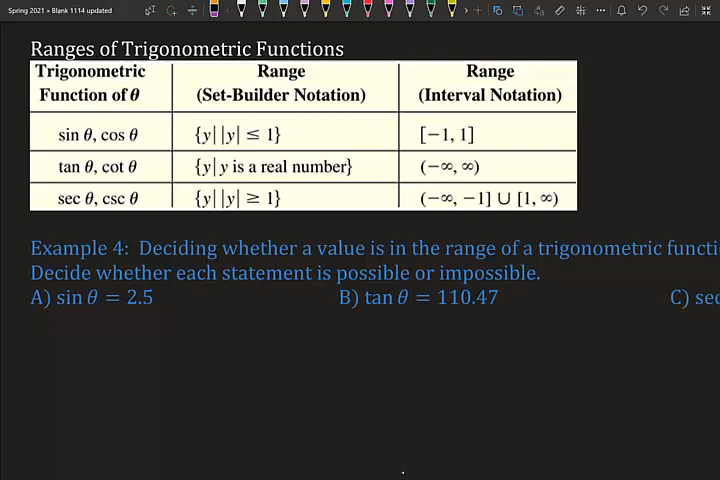 Spring 2021 » Blank 1114 updated
Ranges of Trigonometric Functions
Trigonometric Function of θ | Range (Set-Builder Notation) | Range (Interval Notation)
sin θ, cos θ | {y| |y| ≤ 1} | [−1, 1]
tan θ, cot θ | {y| y is a real number} | (−∞, ∞)
sec θ, csc θ | {y| |y| ≥ 1} | (−∞, −1] ∪ [1, ∞)
Example 4: Deciding whether a value is in the range of a trigonometric functi
Decide whether each statement is possible or impossible.
A) sin θ = 2.5 B) tan θ = 110.47 C) sec